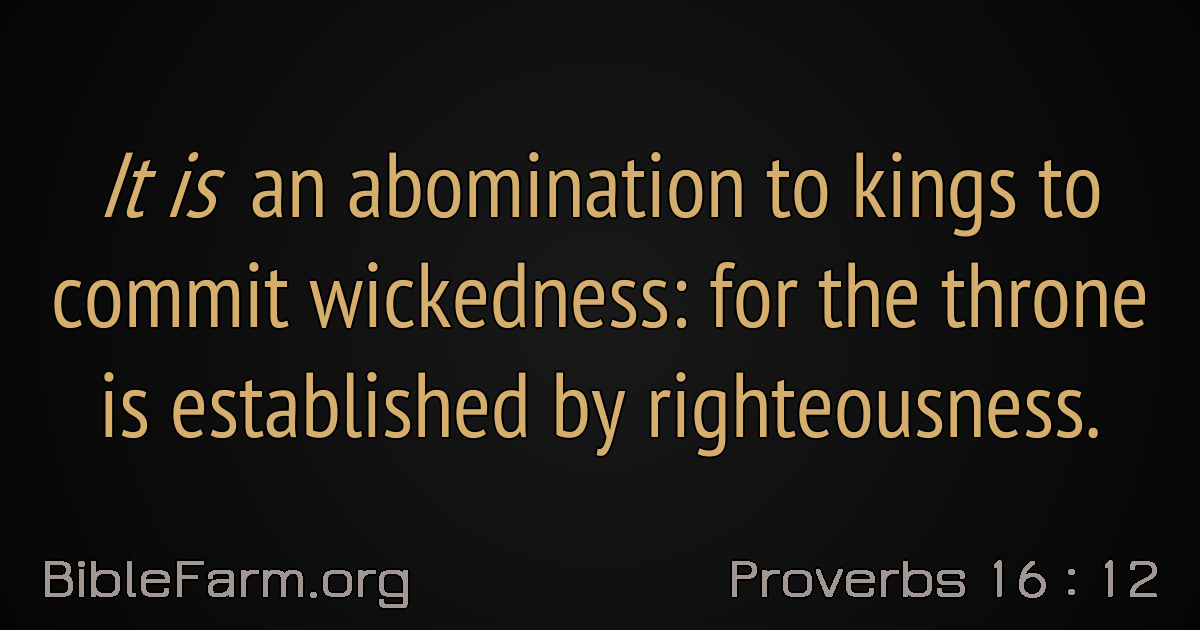 It is an abomination to kings to
commit wickedness: for the throne
is established by righteousness.
BibleFarm.org
Proverbs 16 : 12